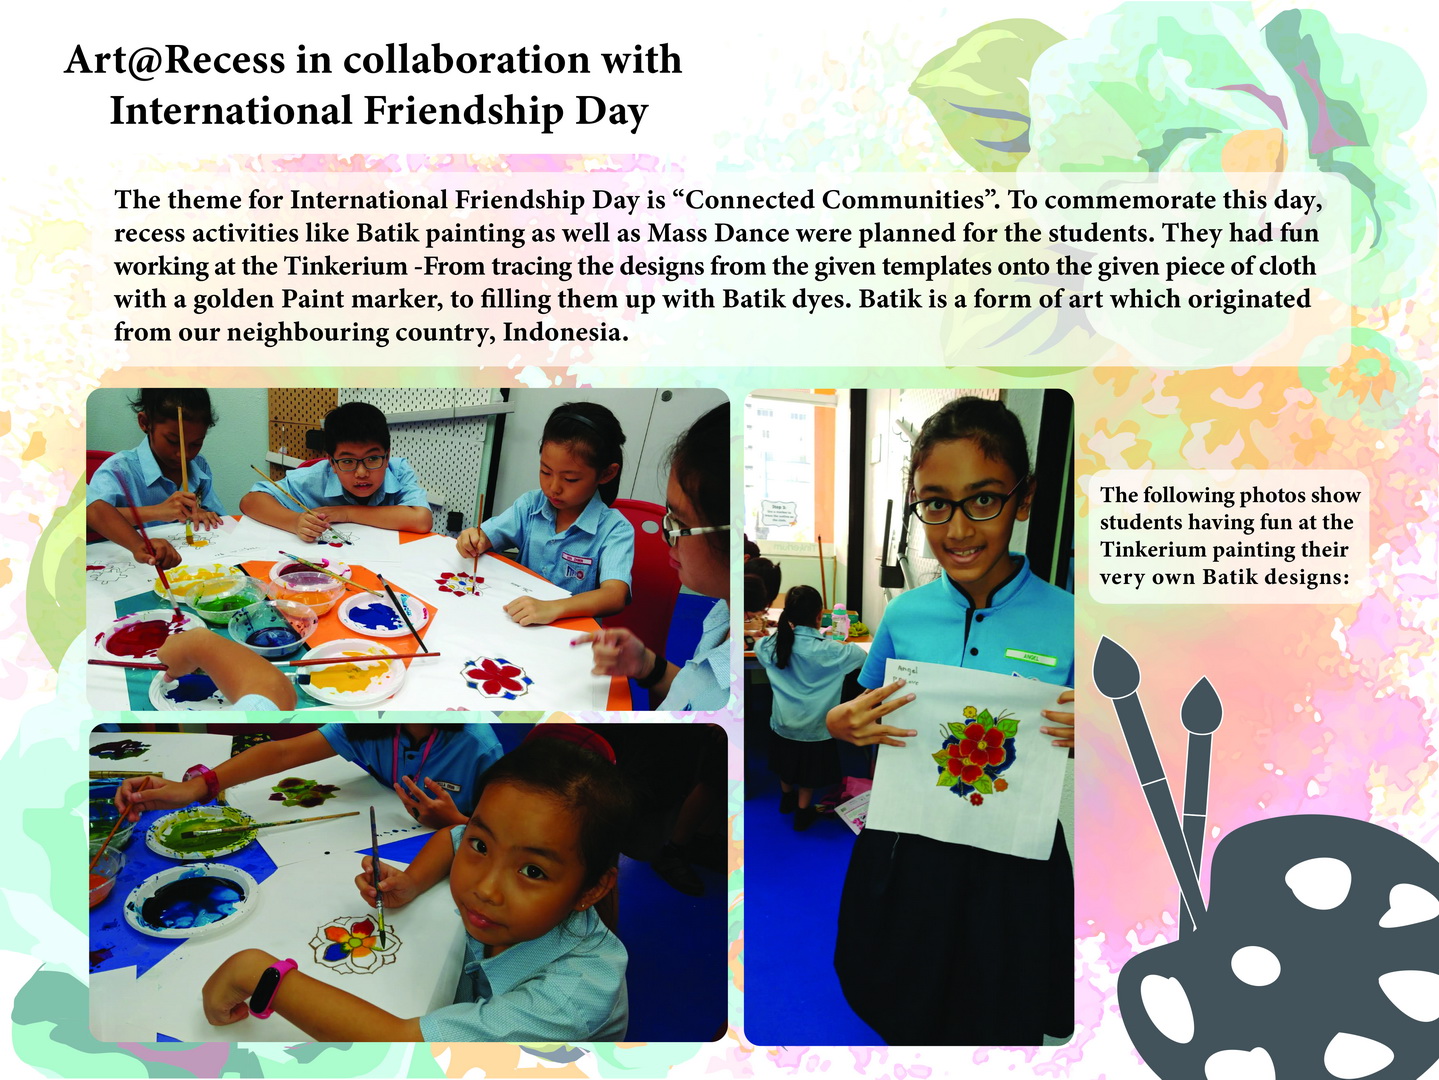 Art@Recess in collaboration with
International Friendship Day
The theme for International Friendship Day is “Connected Communities”. To commemorate this day,
recess activities like Batik painting as well as Mass Dance were planned for the students. They had fun
working at the Tinkerium -From tracing the designs from the given templates onto the given piece of cloth
with a golden Paint marker, to filling them up with Batik dyes. Batik is a form of art which originated
from our neighbouring country, Indonesia.
The following photos show
students having fun at the
Tinkerium painting their
very own Batik designs:
ANGEL
Angel